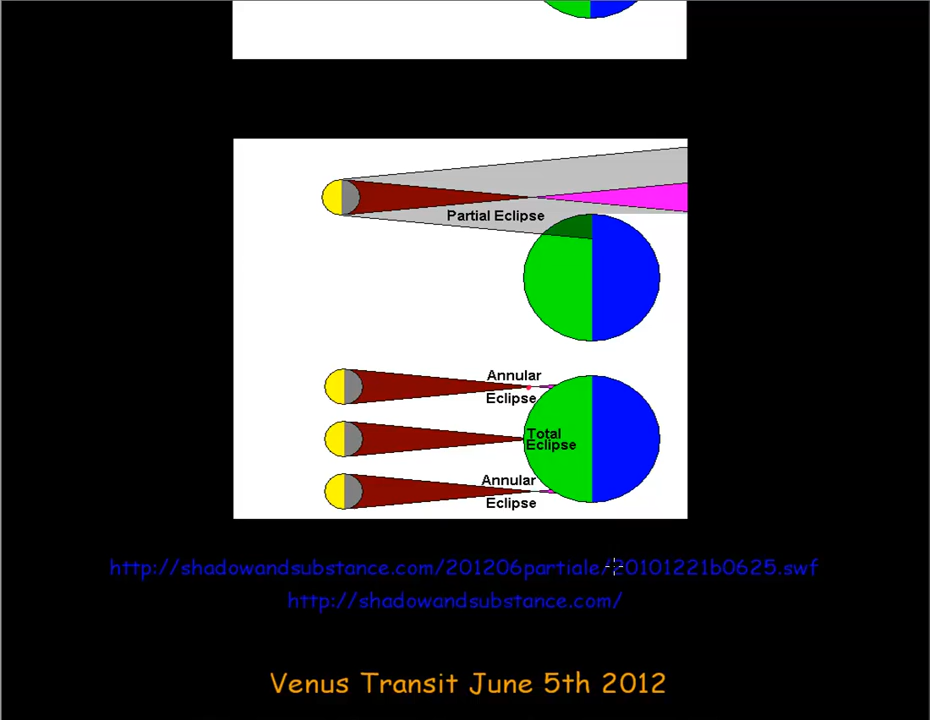 Partial Eclipse
Annular
Eclipse
Total
Eclipse
Annular
Eclipse
http://shadowandsubstance.com/201206partiale/20101221b0625.swf
http://shadowandsubstance.com/
Venus Transit June 5th 2012